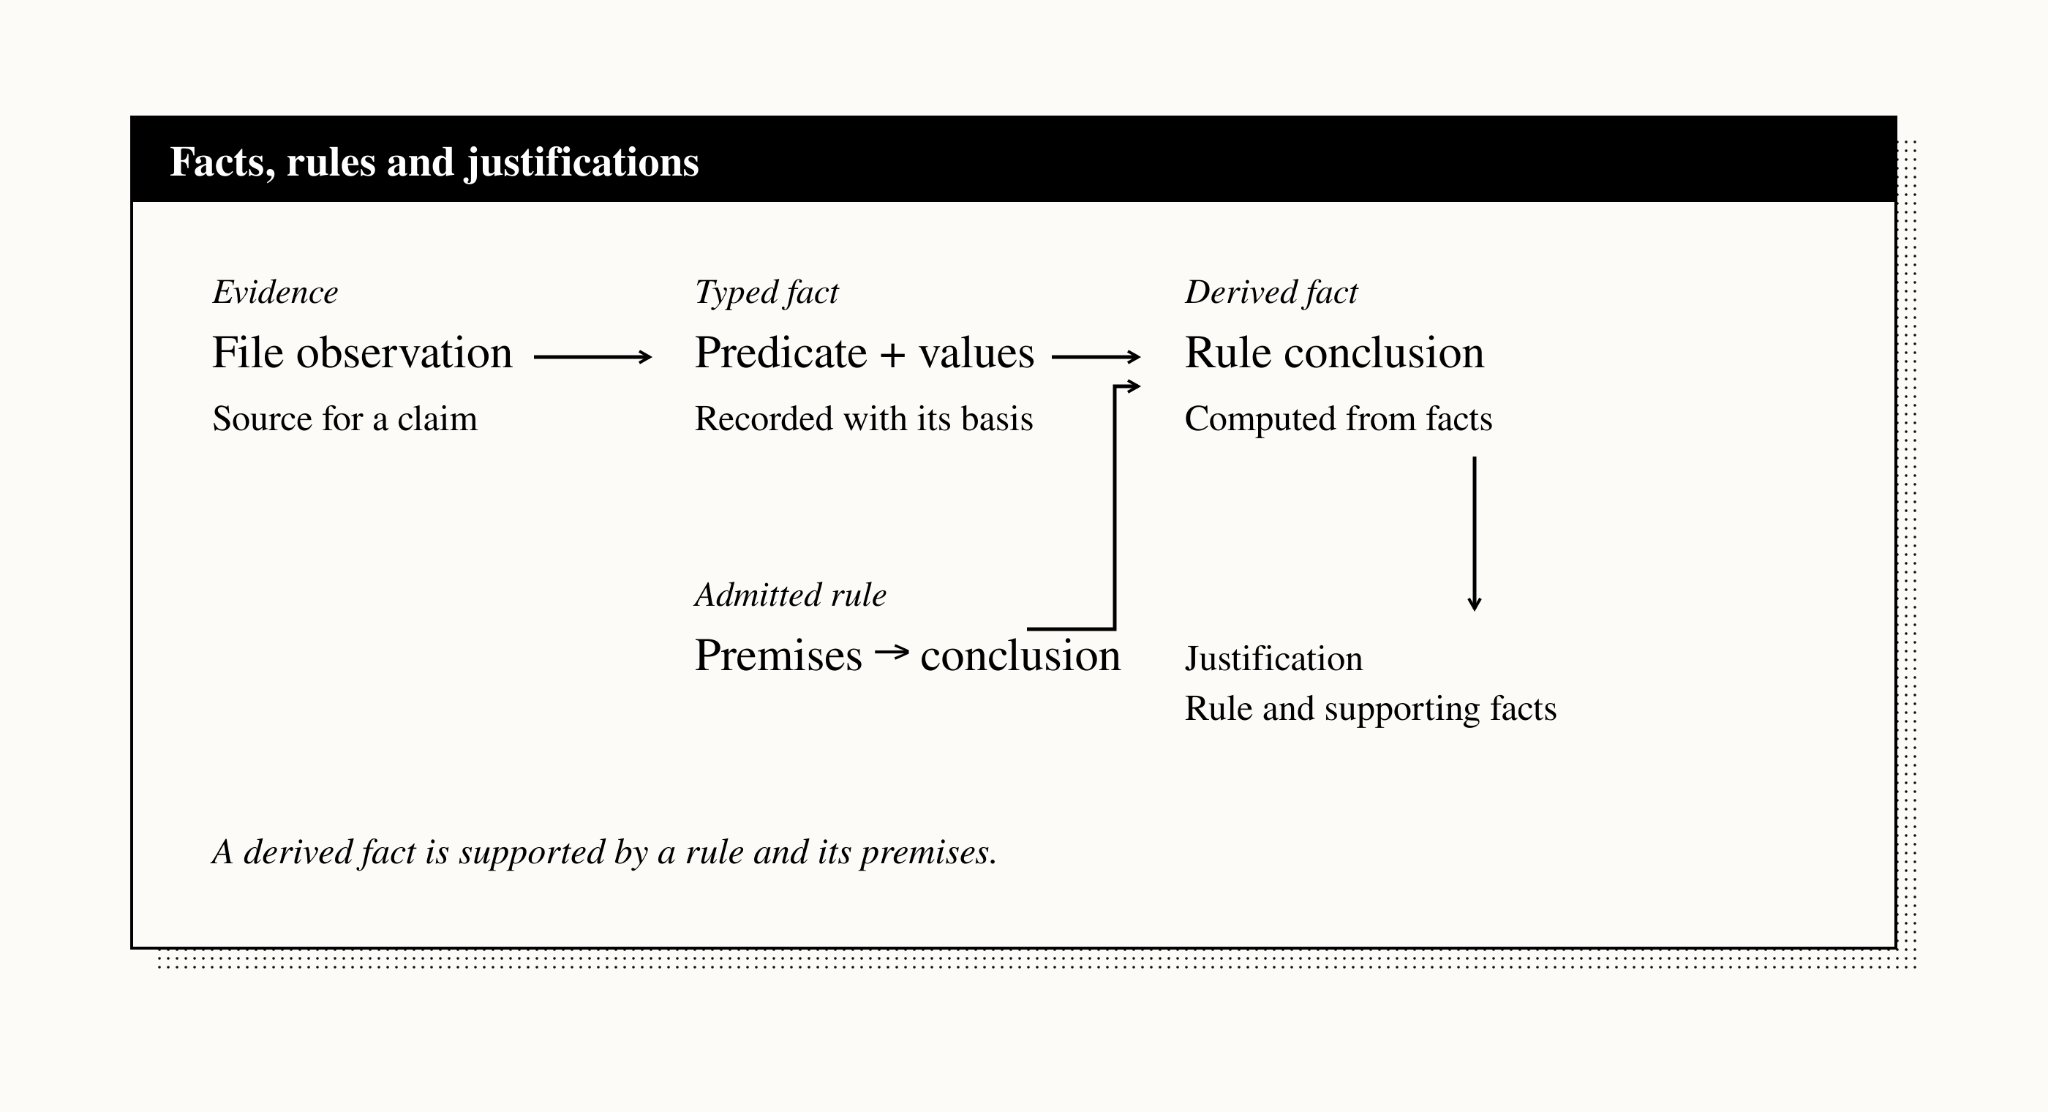 Facts, rules and justifications
Evidence
File observation
Source for a claim
Typed fact
Predicate + values
Recorded with its basis
Derived fact
Rule conclusion
Computed from facts
Admitted rule
Premises → conclusion
Justification
Rule and supporting facts
A derived fact is supported by a rule and its premises.